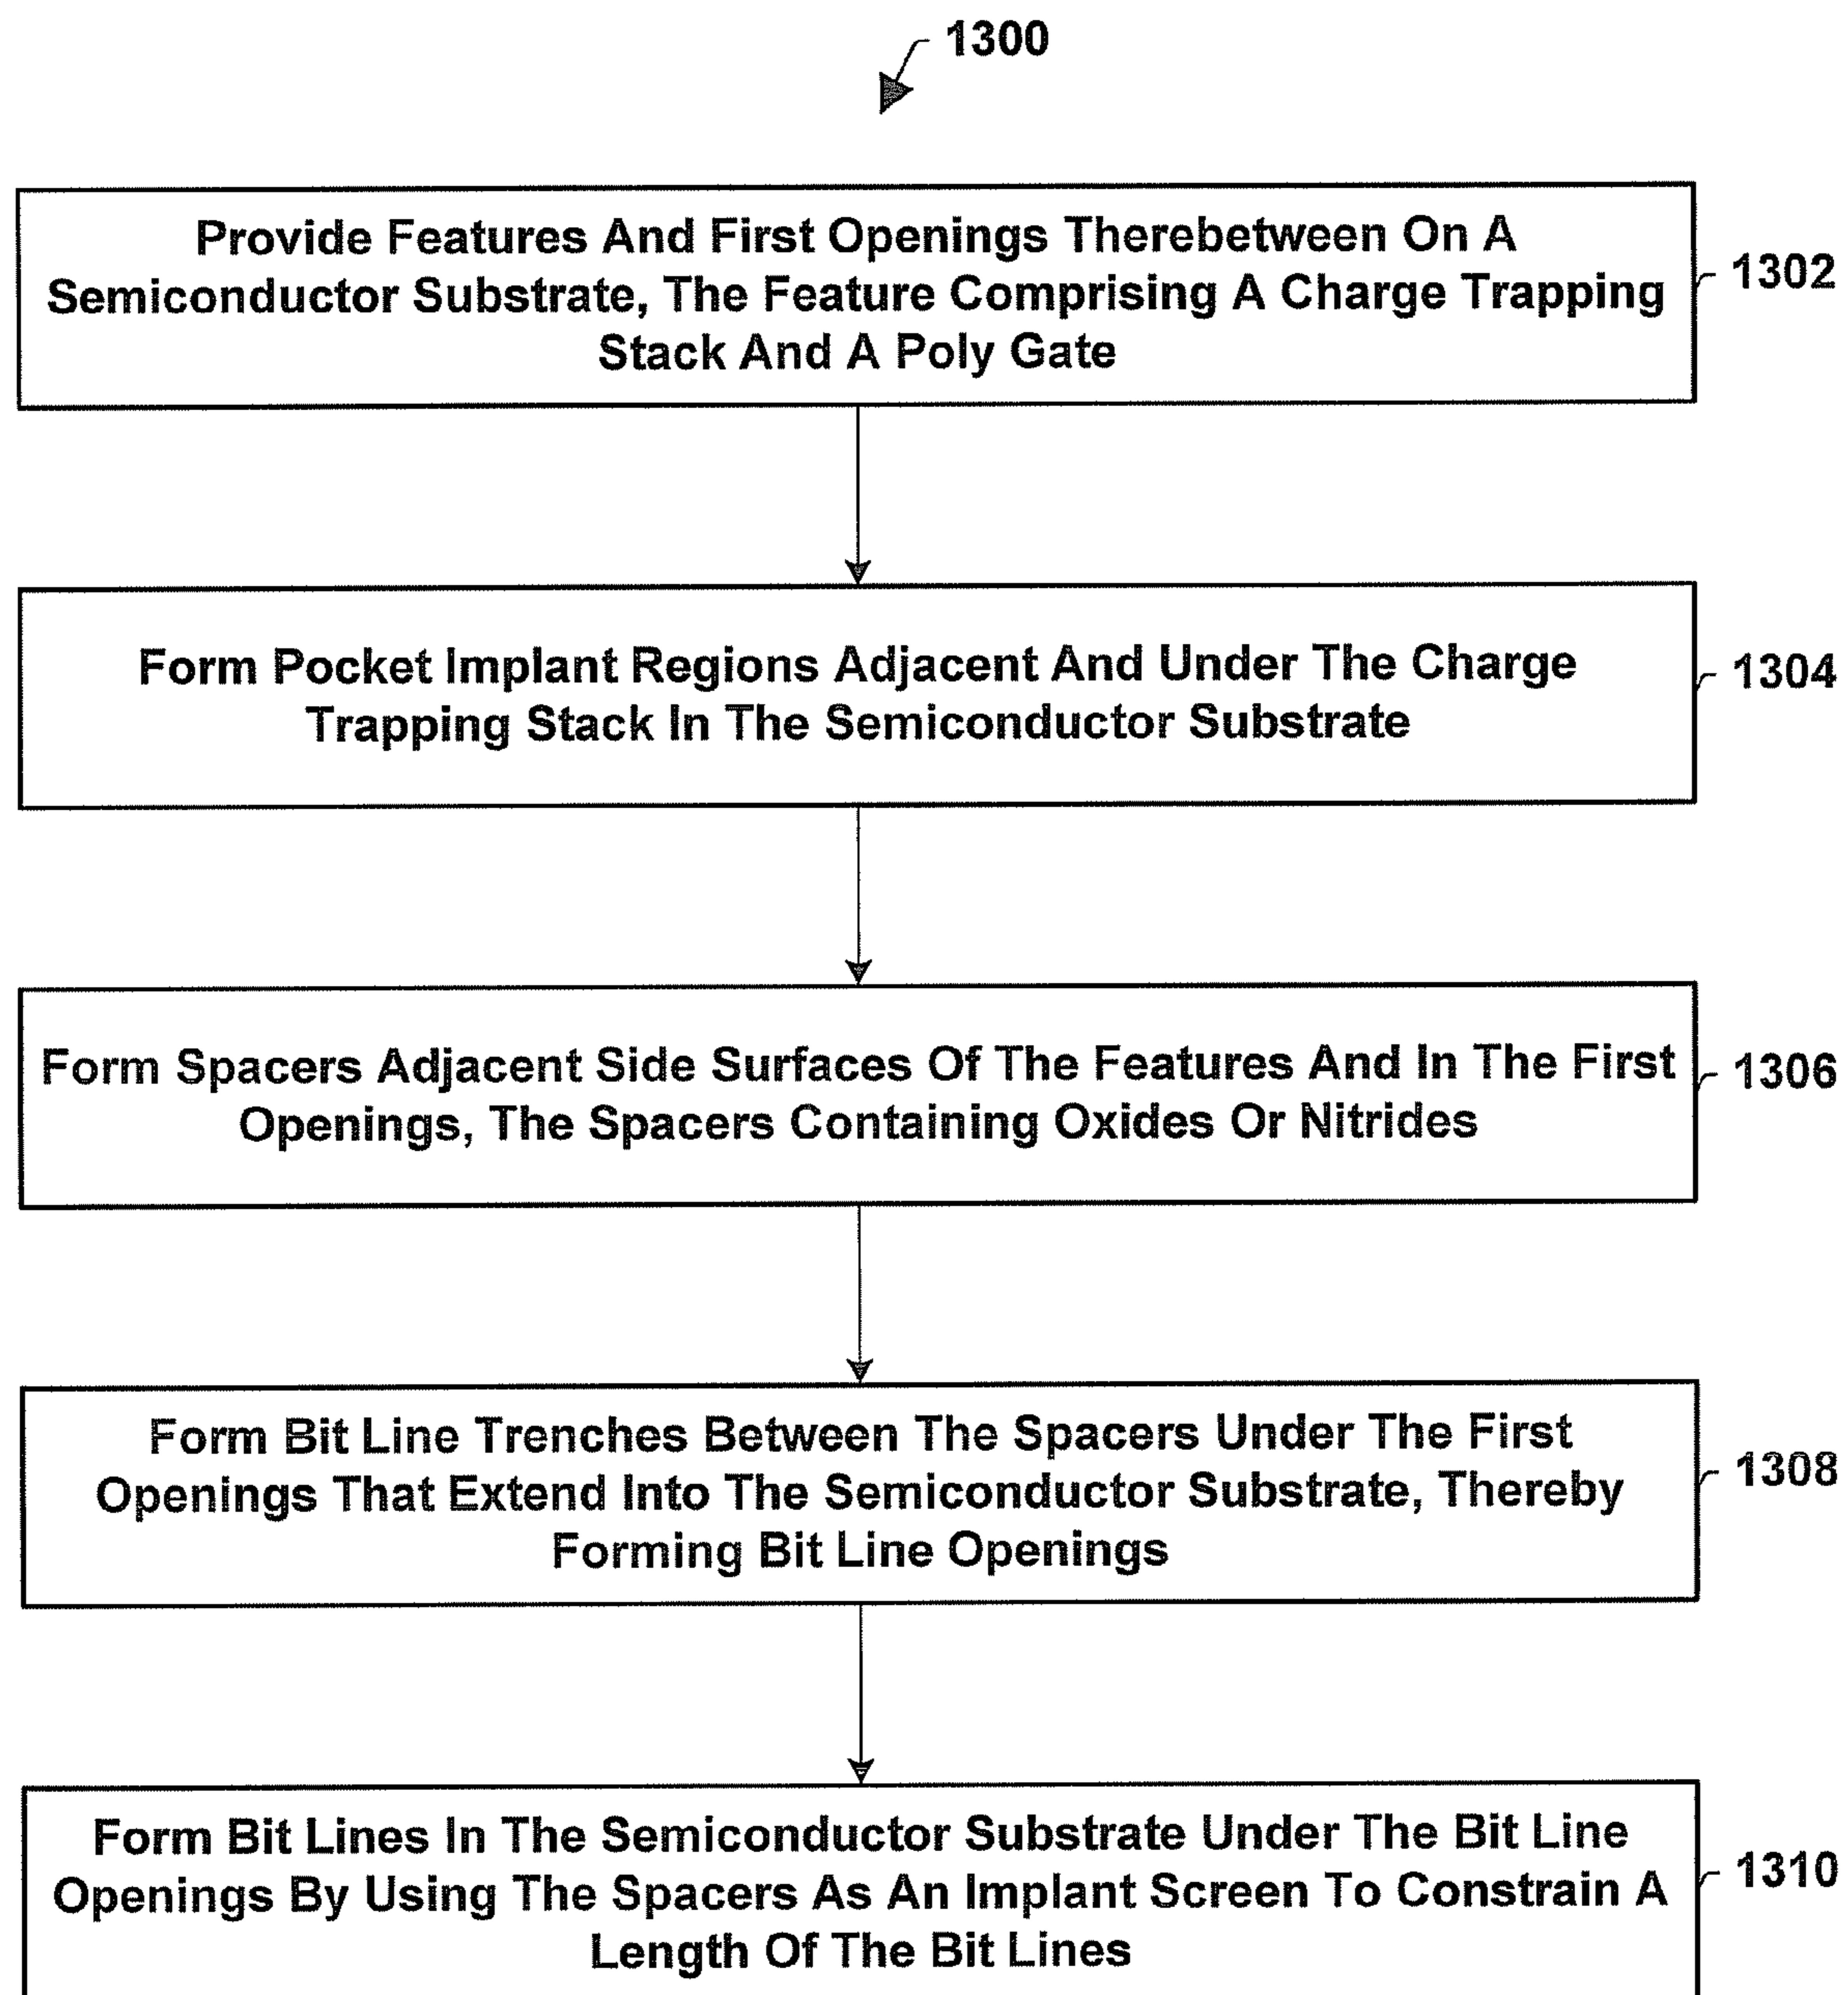 1300
Provide Features And First Openings Therebetween On A
Semiconductor Substrate, The Feature Comprising A Charge Trapping
Stack And A Poly Gate
1302
Form Pocket Implant Regions Adjacent And Under The Charge
Trapping Stack In The Semiconductor Substrate
1304
Form Spacers Adjacent Side Surfaces Of The Features And In The First
Openings, The Spacers Containing Oxides Or Nitrides
1306
Form Bit Line Trenches Between The Spacers Under The First
Openings That Extend Into The Semiconductor Substrate, Thereby
Forming Bit Line Openings
1308
Form Bit Lines In The Semiconductor Substrate Under The Bit Line
Openings By Using The Spacers As An Implant Screen To Constrain A
Length Of The Bit Lines
1310